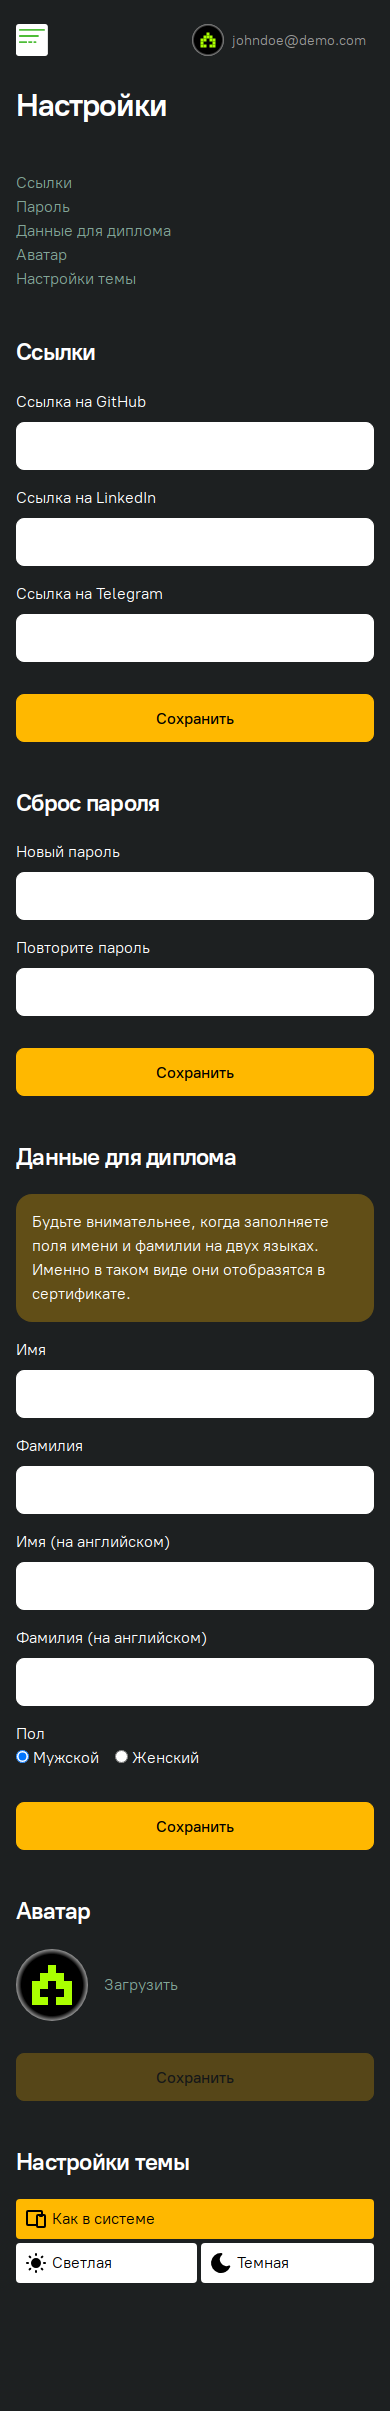 johndoe@demo.com
Настройки
Ссылки
Пароль
Данные для диплома
Аватар
Настройки темы
Ссылки
Ссылка на GitHub
Ссылка на LinkedIn
Ссылка на Telegram
Сохранить
Сброс пароля
Новый пароль
Повторите пароль
Сохранить
Данные для диплома
Будьте внимательнее, когда заполняете
поля имени и фамилии на двух языках.
Именно в таком виде они отобразятся в
сертификате.
Имя
Фамилия
Имя (на английском)
Фамилия (на английском)
Пол
Мужской Женский
Сохранить
Аватар
Загрузить
Сохранить
Настройки темы
Как в системе
Светлая Темная